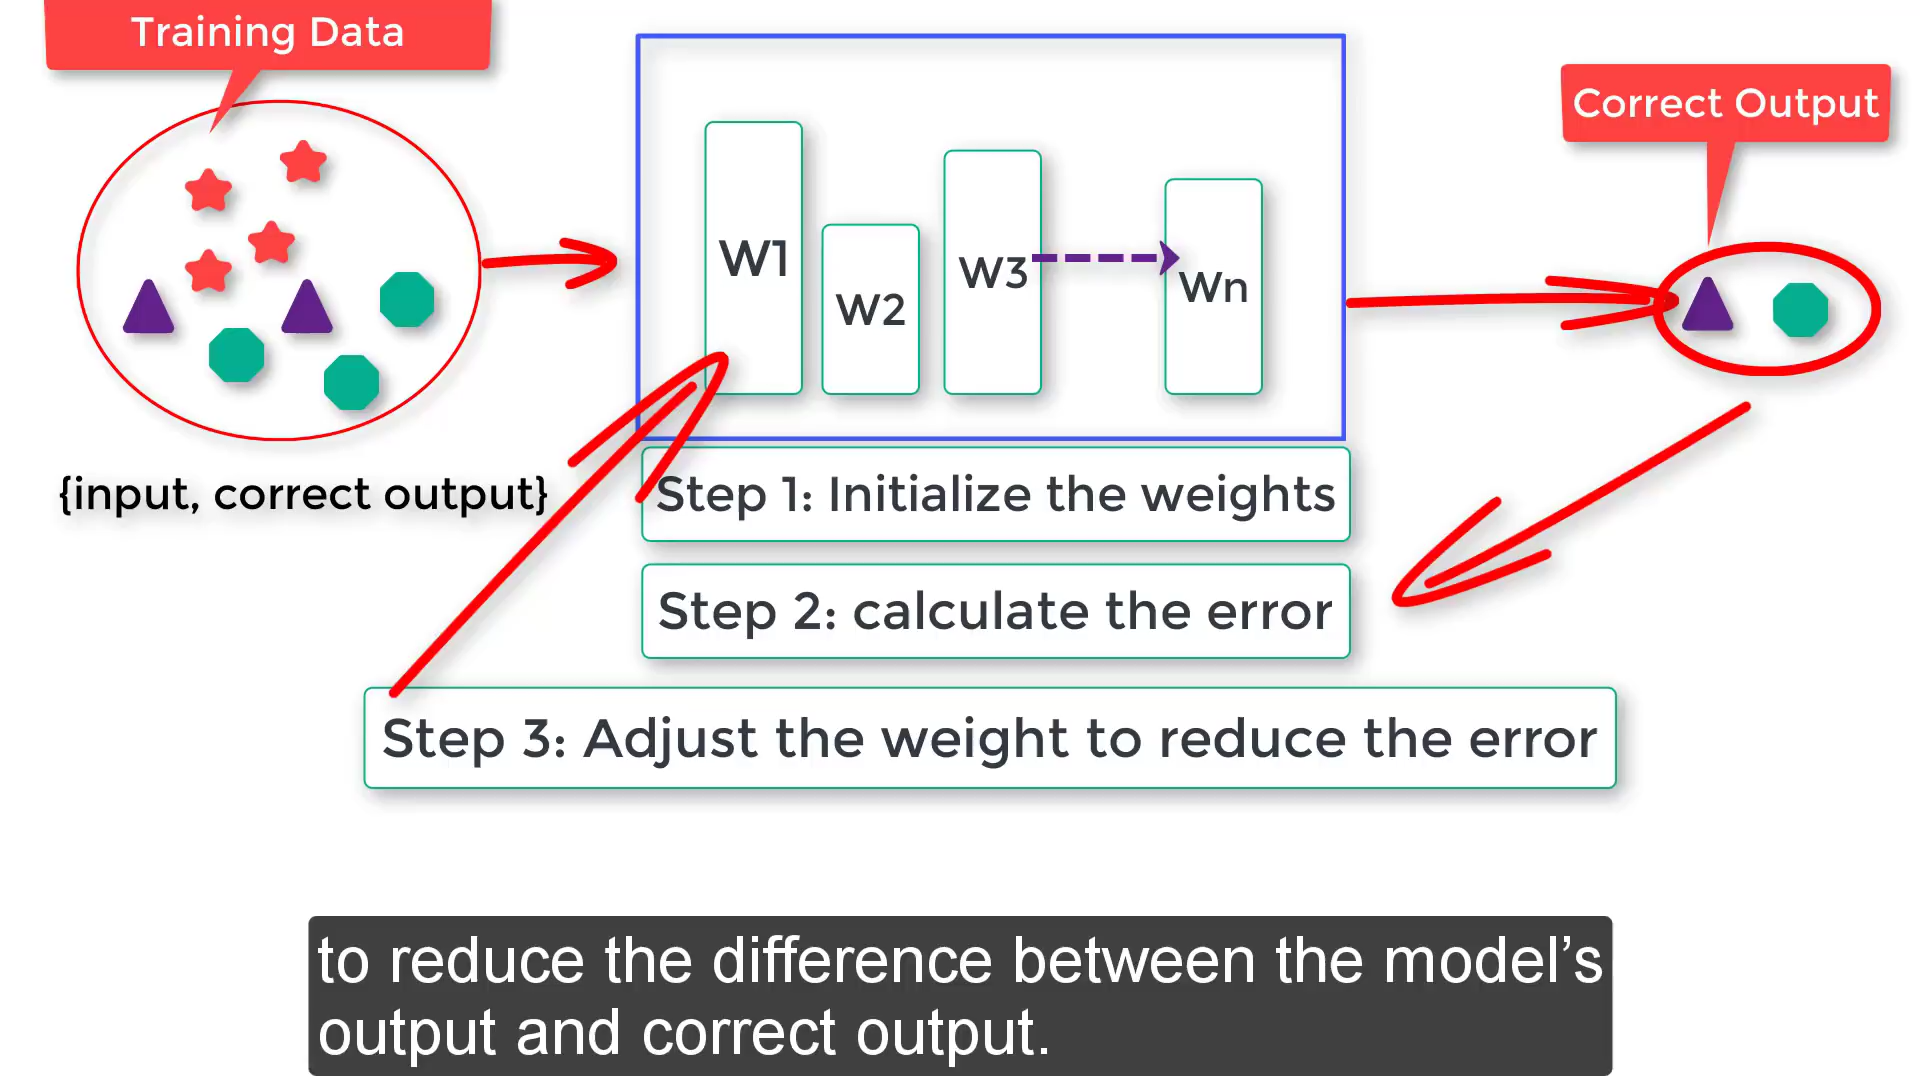 Training Data
Correct Output
W1
W2
W3
Wn
{input, correct output}
Step 1: Initialize the weights
Step 2: calculate the error
Step 3: Adjust the weight to reduce the error
to reduce the difference between the model’s
output and correct output.